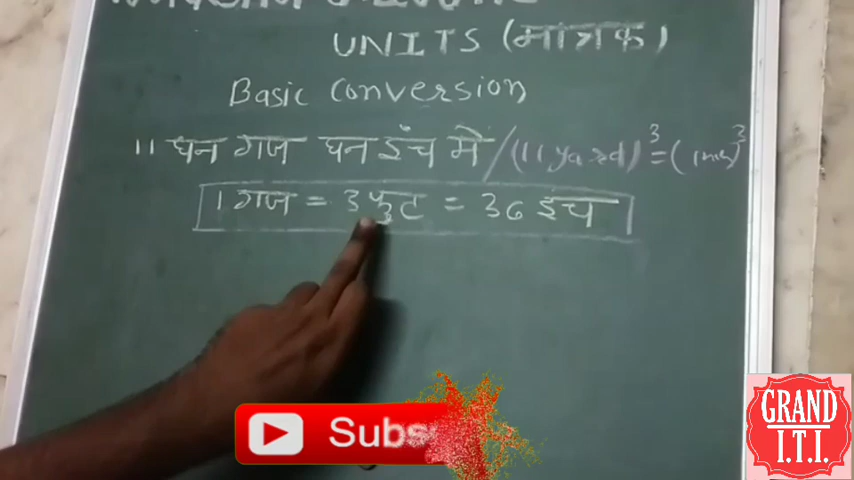 UNITS (मात्रक)
Basic Conversion
11 घन गज घन इंच में / (11 yard)³ = (inch)³
1 गज = 3 फुट = 36 इंच
Subs
GRAND
I.T.I.